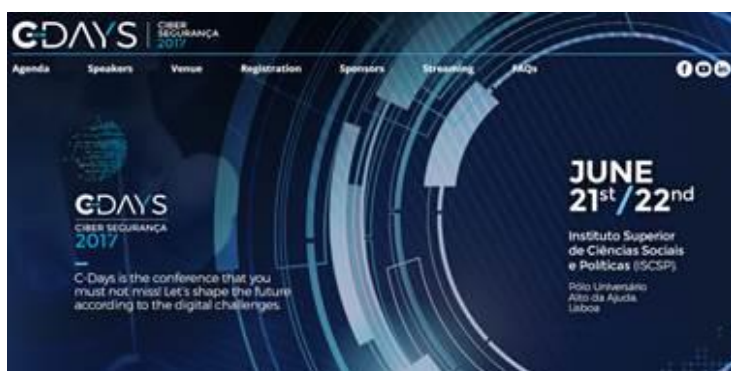 C-DAYS
CIBER
SEGURANÇA
2017
Agenda Speakers Venue Registration Sponsors Streaming FAQs
C-DAYS
CIBER SEGURANÇA
2017
C-Days is the conference that you
must not miss! Let's shape the future
according to the digital challenges.
JUNE
21st/22nd
Instituto Superior
de Ciências Sociais
e Políticas (ISCSP)
Pólo Universário
Alto da Ajuda
Lisboa